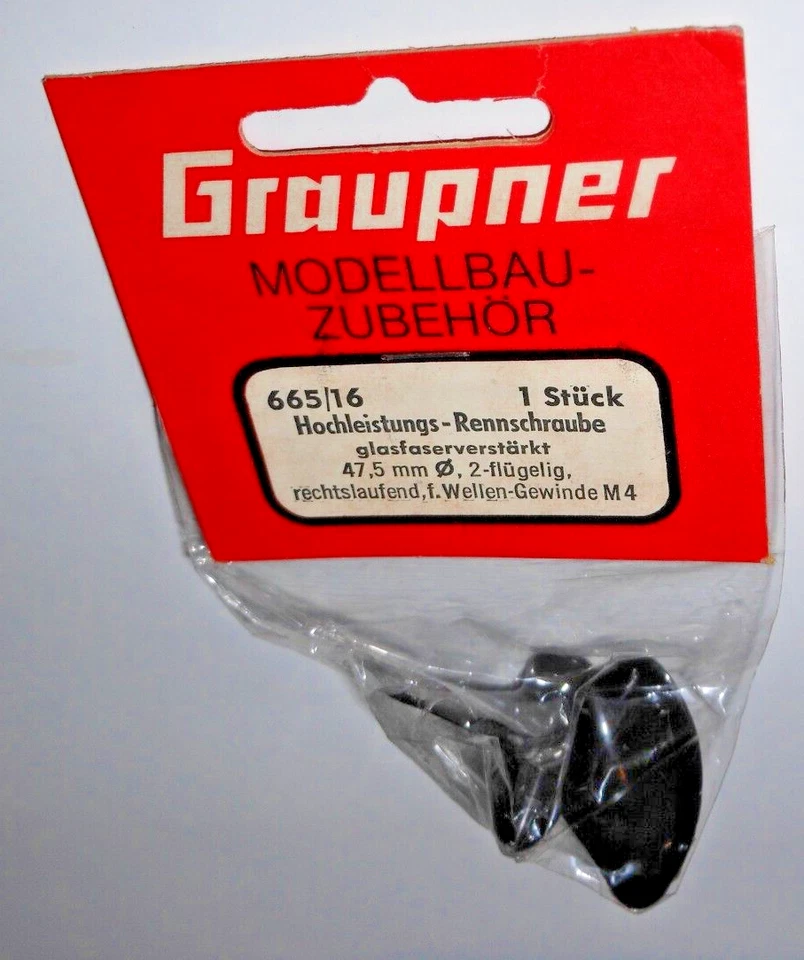 Graupner
MODELLBAU-
ZUBEHÖR
665/16 1 Stück
Hochleistungs-Rennschraube
glasfaserverstärkt
47,5 mm Ø, 2-flügelig,
rechtslaufend,f.Wellen-Gewinde M4